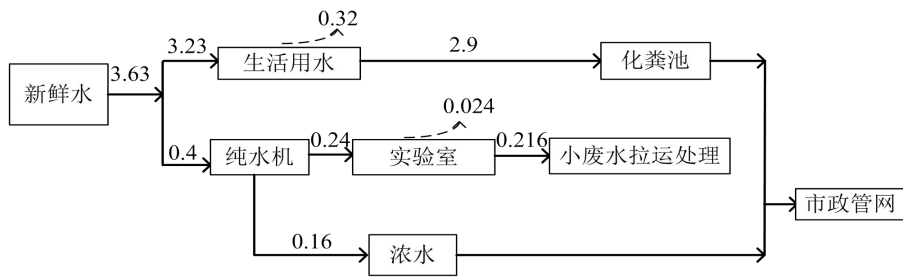 0.32
3.23
生活用水
2.9
化粪池
新鲜水
3.63
0.024
0.4
纯水机
0.24
实验室
0.216
小废水拉运处理
市政管网
0.16
浓水